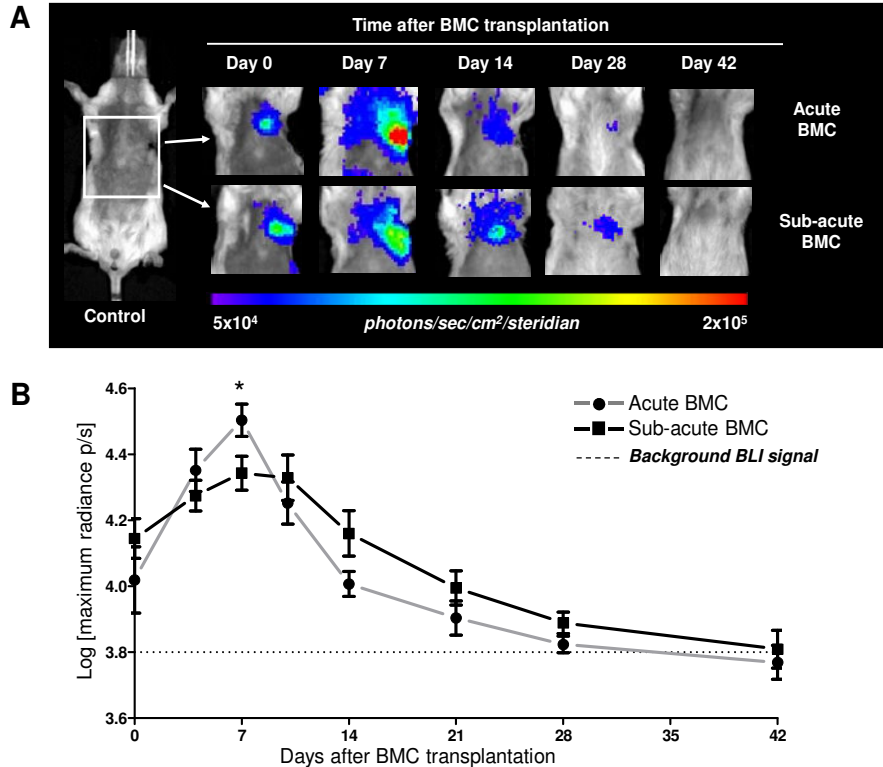 A
Time after BMC transplantation
Day 0 Day 7 Day 14 Day 28 Day 42
Acute
BMC
Sub-acute
BMC
Control
5x10⁴ photons/sec/cm²/steridian 2x10⁵
B
*
Acute BMC
Sub-acute BMC
Background BLI signal
Log [maximum radiance p/s]
4.6
4.4
4.2
4.0
3.8
3.6
0 7 14 21 28 35 42
Days after BMC transplantation